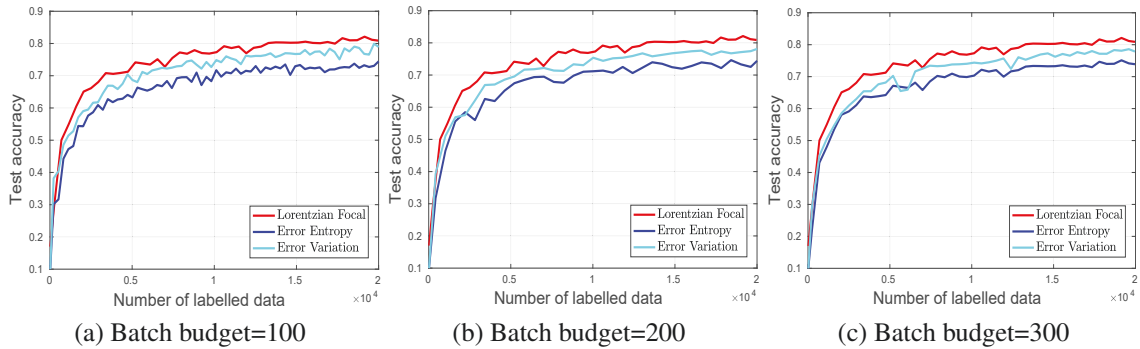 0.9
0.8
0.7
0.6
0.5
0.4
0.3
0.2
0.1
Test accuracy
Lorentzian Focal
Error Entropy
Error Variation
0 0.5 1 1.5 2
Number of labelled data ×10⁴
(a) Batch budget=100
0.9
0.8
0.7
0.6
0.5
0.4
0.3
0.2
0.1
Test accuracy
Lorentzian Focal
Error Entropy
Error Variation
0 0.5 1 1.5 2
Number of labelled data ×10⁴
(b) Batch budget=200
0.9
0.8
0.7
0.6
0.5
0.4
0.3
0.2
0.1
Test accuracy
Lorentzian Focal
Error Entropy
Error Variation
0 0.5 1 1.5 2
Number of labelled data ×10⁴
(c) Batch budget=300